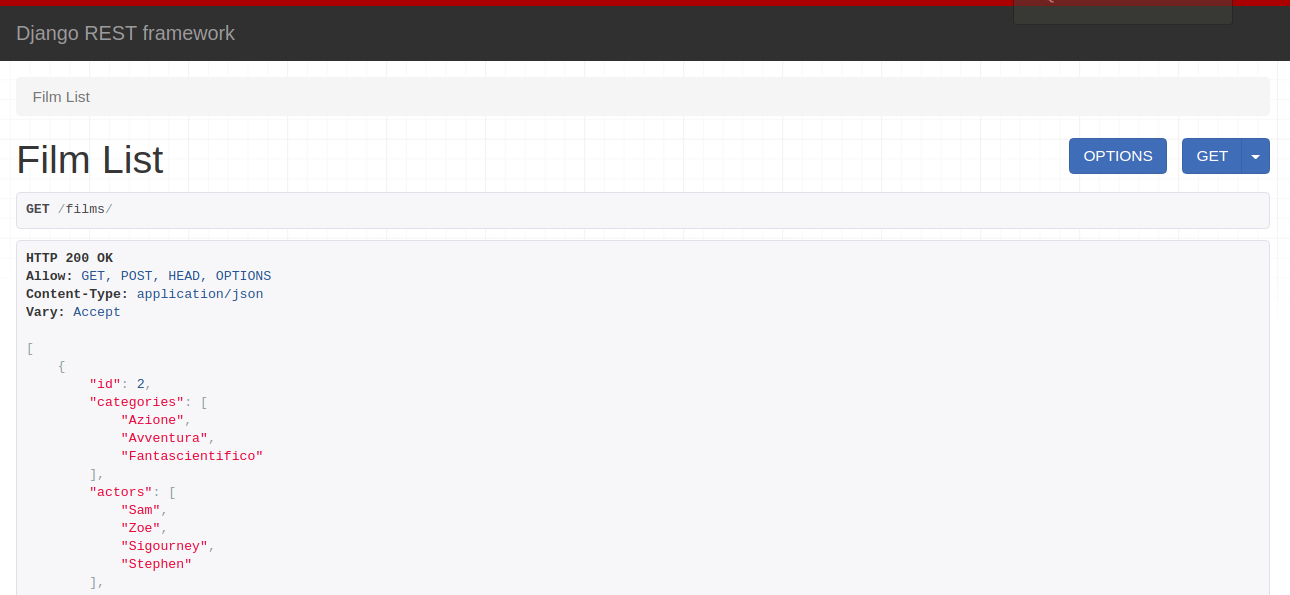 Django REST framework
Film List
Film List
OPTIONS
GET
GET /films/
HTTP 200 OK
Allow: GET, POST, HEAD, OPTIONS
Content-Type: application/json
Vary: Accept
[
    {
        "id": 2,
        "categories": [
            "Azione",
            "Avventura",
            "Fantascientifico"
        ],
        "actors": [
            "Sam",
            "Zoe",
            "Sigourney",
            "Stephen"
        ],